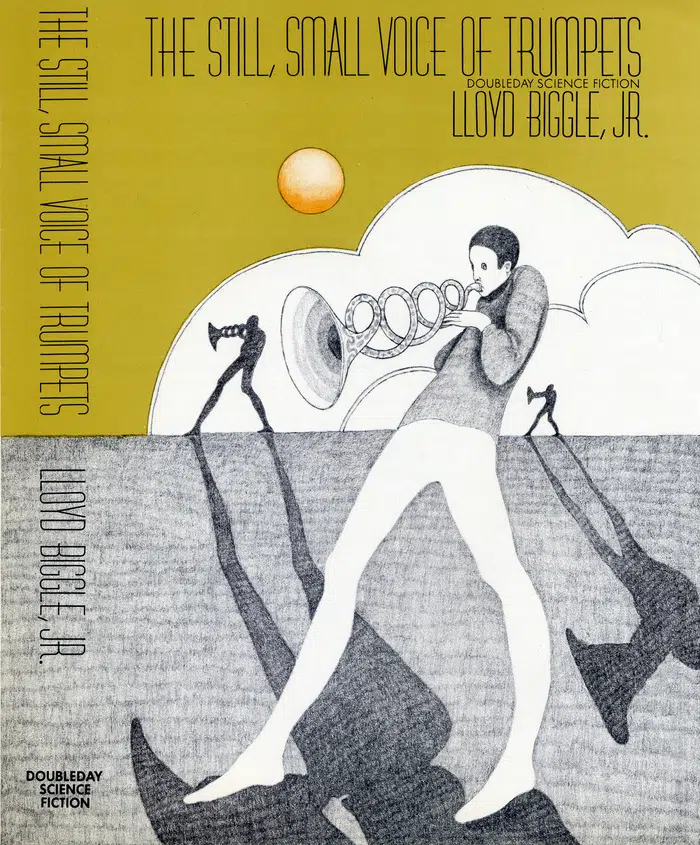 THE STILL, SMALL VOICE OF TRUMPETS
DOUBLEDAY SCIENCE FICTION
LLOYD BIGGLE, JR.
THE STILL, SMALL VOICE OF TRUMPETS
LLOYD BIGGLE, JR.
DOUBLEDAY
SCIENCE
FICTION